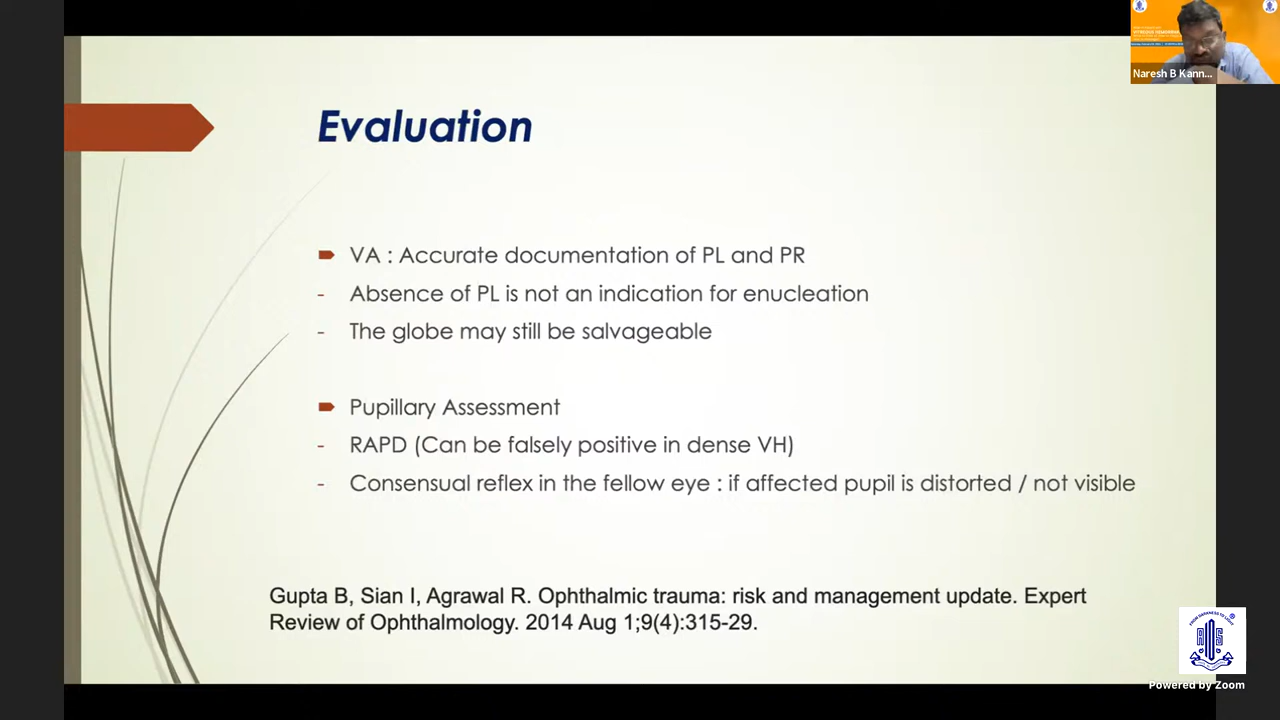 Evaluation
VA : Accurate documentation of PL and PR
- Absence of PL is not an indication for enucleation
- The globe may still be salvageable
Pupillary Assessment
- RAPD (Can be falsely positive in dense VH)
- Consensual reflex in the fellow eye : if affected pupil is distorted / not visible
Gupta B, Sian I, Agrawal R. Ophthalmic trauma: risk and management update. Expert
Review of Ophthalmology. 2014 Aug 1;9(4):315-29.
Naresh B Kann...
Powered by Zoom